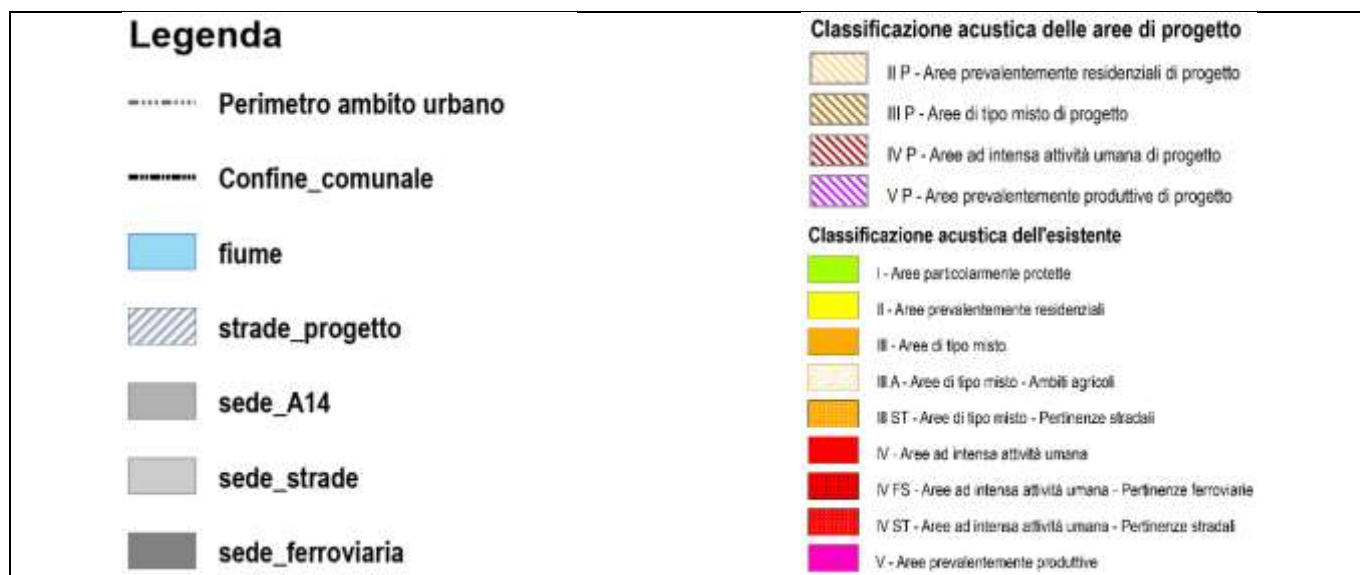 Legenda
Perimetro ambito urbano
Confine_comunale
fiume
strade_progetto
sede_A14
sede_strade
sede_ferroviaria
Classificazione acustica delle aree di progetto
II P - Aree prevalentemente residenziali di progetto
III P - Aree di tipo misto di progetto
IV P - Aree ad intensa attività umana di progetto
V P - Aree prevalentemente produttive di progetto
Classificazione acustica dell'esistente
I - Aree particolarmente protette
II - Aree prevalentemente residenziali
III - Aree di tipo misto
III A - Aree di tipo misto - Ambiti agricoli
III ST - Aree di tipo misto - Pertinenze stradali
IV - Aree ad intensa attività umana
IV FS - Aree ad intensa attività umana - Pertinenze ferroviarie
IV ST - Aree ad intensa attività umana - Pertinenze stradali
V - Aree prevalentemente produttive